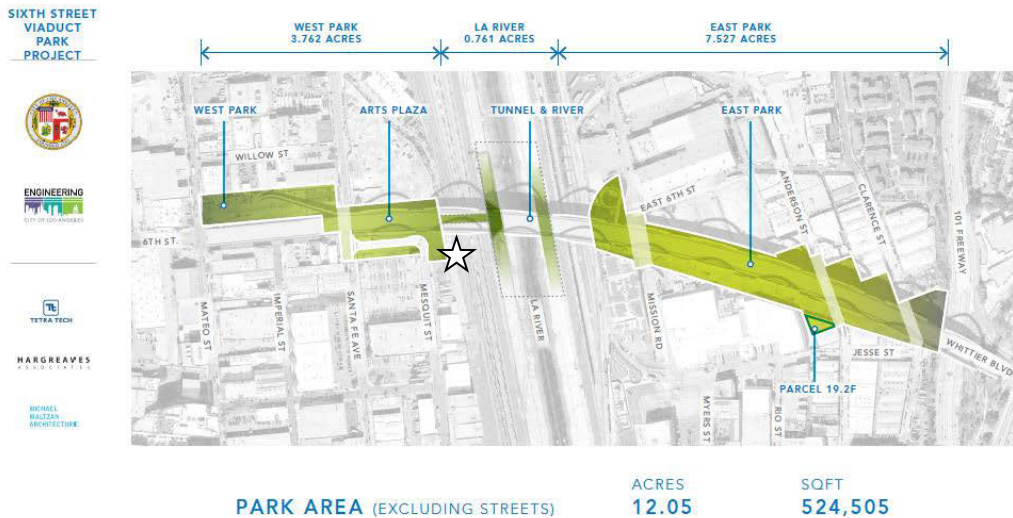 SIXTH STREET
VIADUCT
PARK
PROJECT
WEST PARK
3.762 ACRES
LA RIVER
0.761 ACRES
EAST PARK
7.527 ACRES
WEST PARK
ARTS PLAZA
TUNNEL & RIVER
EAST PARK
WILLOW ST
EAST 6TH ST
ANDERSON ST
CLARENCE ST
101 FREEWAY
6TH ST.
MATEO ST
IMPERIAL ST
SANTA FE AVE
MESQUIT ST
LA RIVER
MISSION RD
JESSE ST
WHITTIER BLVD
PARCEL 19.2F
MYERS ST
RIO ST
ENGINEERING
CITY OF LOS ANGELES
TETRA TECH
HARGREAVES
ASSOCIATES
MICHAEL
MALTZAN
ARCHITECTURE
PARK AREA (EXCLUDING STREETS)
ACRES
12.05
SQFT
524,505